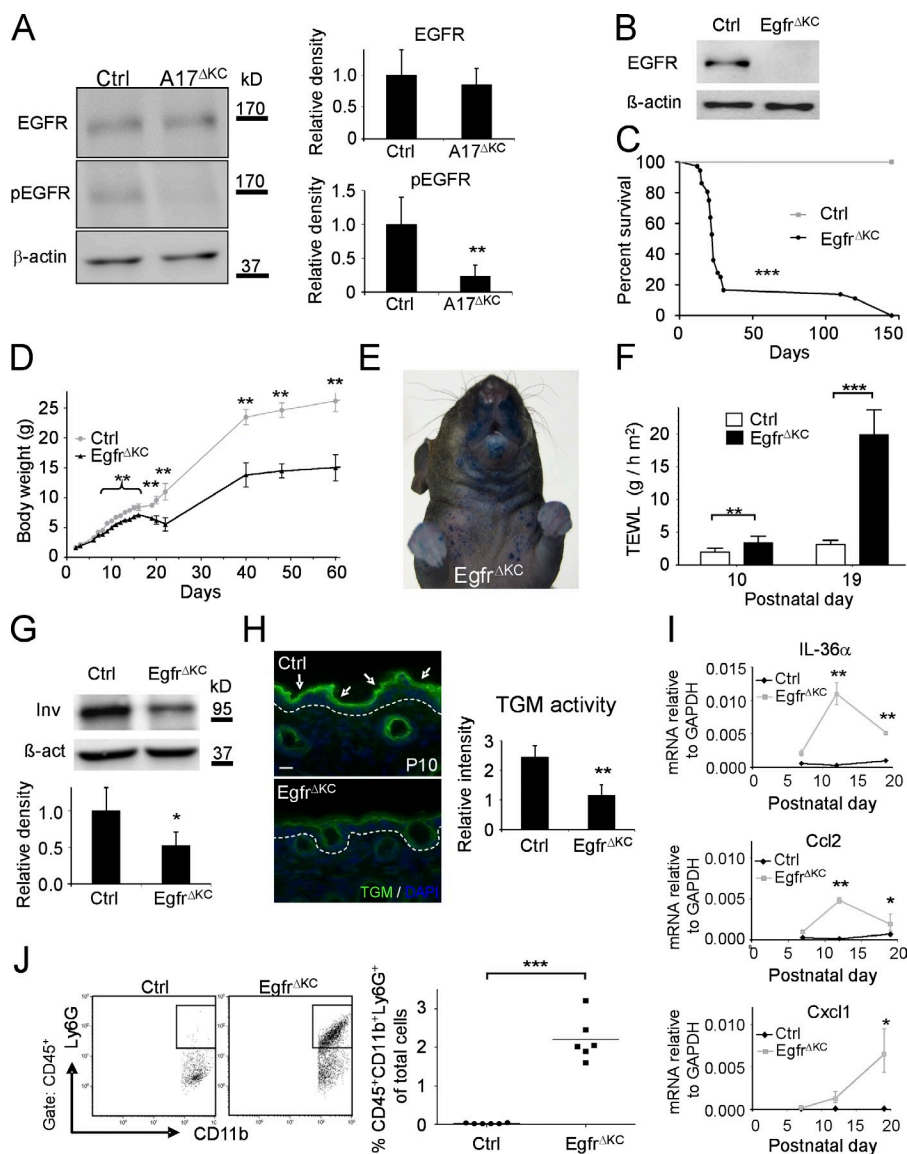 A
Ctrl A17ΔKC kD
EGFR 170
pEGFR 170
β-actin 37
EGFR
Relative density
1.0
0.5
0
Ctrl A17ΔKC
pEGFR
Relative density
1.5
1.0
0.5
0
**
Ctrl A17ΔKC
B
Ctrl EgfrΔKC
EGFR
ß-actin
C
Percent survival
100
80
60
40
20
0
Ctrl
EgfrΔKC
***
0 50 100 150
Days
D
Body weight (g)
25
20
15
10
5
0
Ctrl
EgfrΔKC
** ** ** ** ** **
0 10 20 30 40 50 60
Days
E
EgfrΔKC
F
TEWL (g / h m²)
20
15
10
5
0
Ctrl
EgfrΔKC
**
***
10 19
Postnatal day
G
Ctrl EgfrΔKC kD
Inv 95
ß-act 37
Relative density
1.0
0.5
0.0
*
Ctrl EgfrΔKC
H
Ctrl
P10
EgfrΔKC
TGM / DAPI
TGM activity
Relative intensity
3
2
1
0
**
Ctrl EgfrΔKC
I
IL-36α
mRNA relative
to GAPDH
0.015
0.010
0.005
0.000
Ctrl
EgfrΔKC
**
**
0 5 10 15 20
Postnatal day
Ccl2
mRNA relative
to GAPDH
0.010
0.005
0.000
Ctrl
EgfrΔKC
**
*
0 5 10 15 20
Postnatal day
Cxcl1
mRNA relative
to GAPDH
0.010
0.005
0.000
Ctrl
EgfrΔKC
*
0 5 10 15 20
Postnatal day
J
Ctrl EgfrΔKC
Gate: CD45+
Ly6G
CD11b
% CD45+CD11b+Ly6G+
of total cells
3
2
1
0
***
Ctrl EgfrΔKC